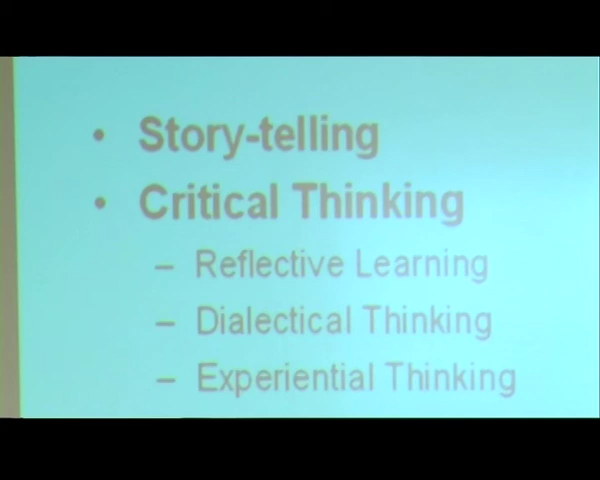 • Story-telling
• Critical Thinking
– Reflective Learning
– Dialectical Thinking
– Experiential Thinking